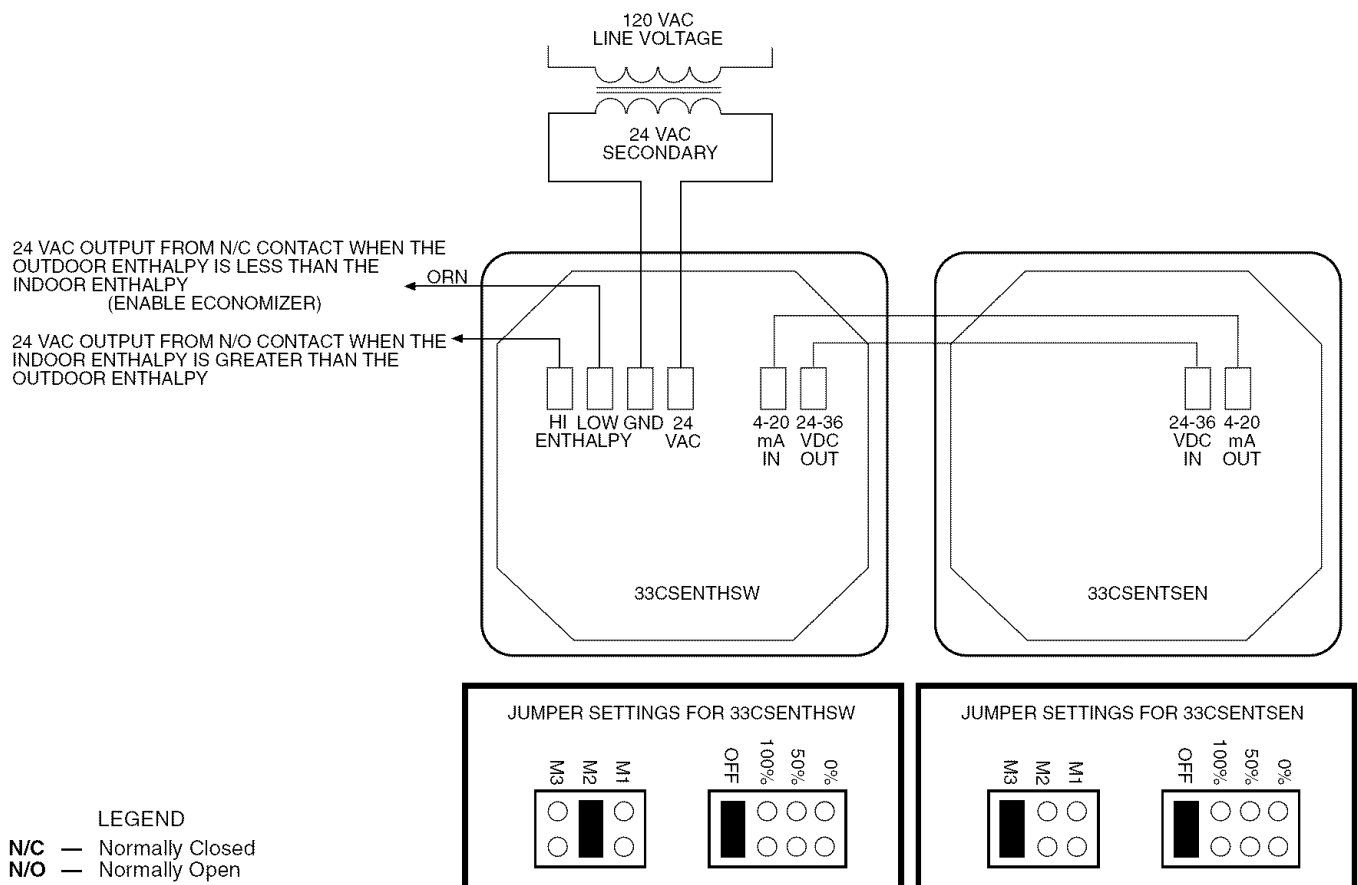 120 VAC
LINE VOLTAGE
24 VAC
SECONDARY
24 VAC OUTPUT FROM N/C CONTACT WHEN THE
OUTDOOR ENTHALPY IS LESS THAN THE
INDOOR ENTHALPY
(ENABLE ECONOMIZER)
ORN
24 VAC OUTPUT FROM N/O CONTACT WHEN THE
INDOOR ENTHALPY IS GREATER THAN THE
OUTDOOR ENTHALPY
HI LOW GND 24
ENTHALPY VAC
4-20 24-36
mA VDC
IN OUT
24-36 4-20
VDC mA
IN OUT
33CSENTHSW
33CSENTSEN
JUMPER SETTINGS FOR 33CSENTHSW
M3 M2 M1
OFF 100% 50% 0%
JUMPER SETTINGS FOR 33CSENTSEN
M3 M2 M1
OFF 100% 50% 0%
LEGEND
N/C — Normally Closed
N/O — Normally Open